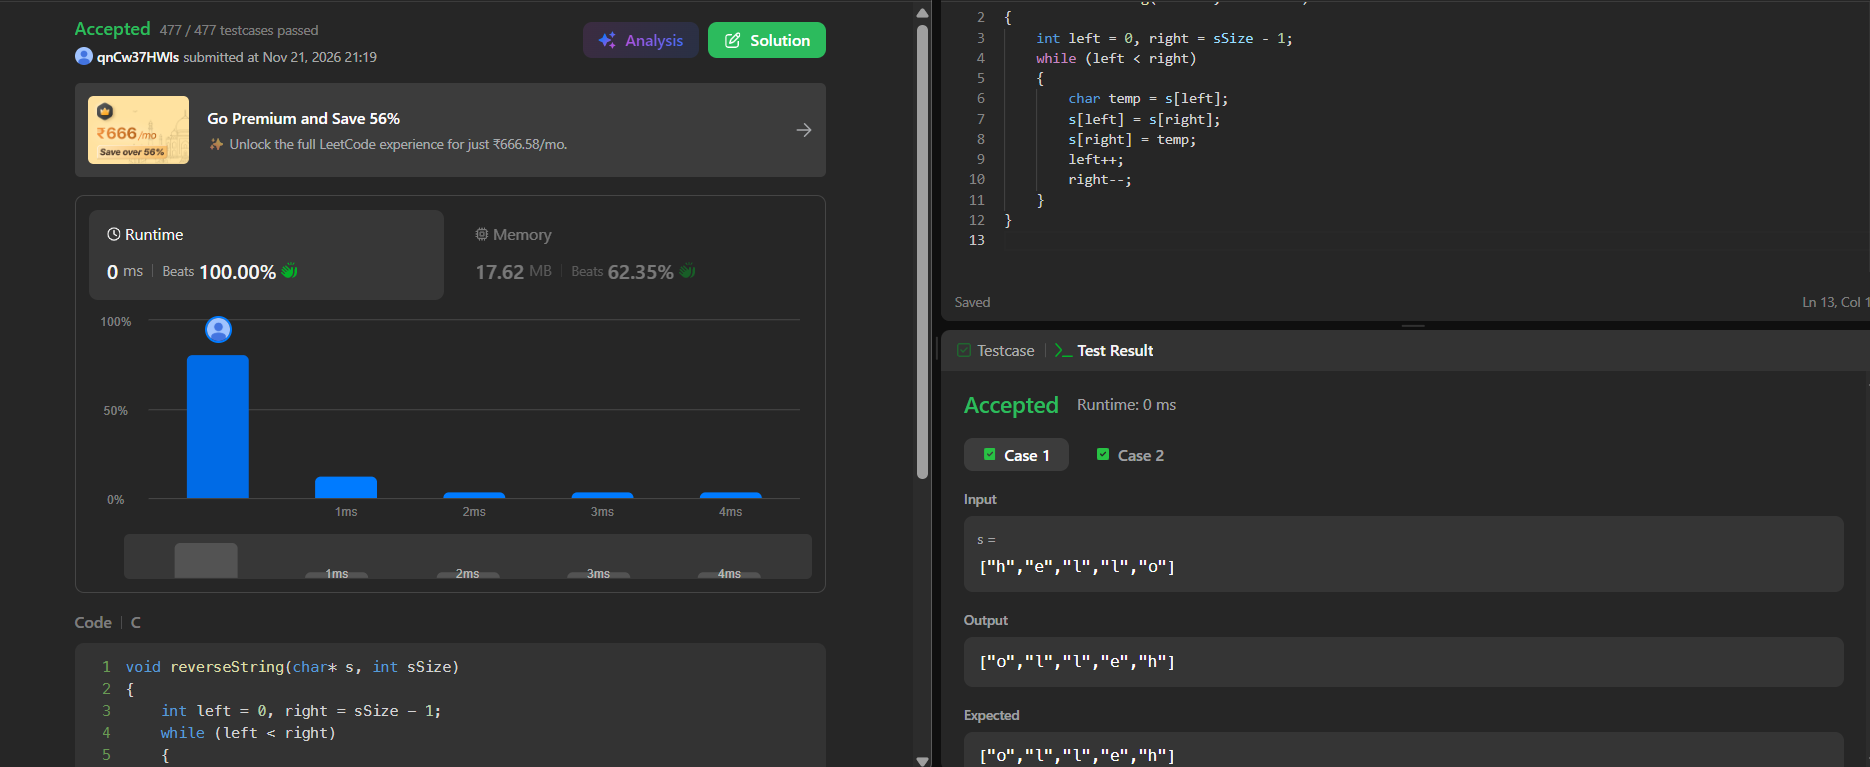 Accepted 477 / 477 testcases passed
qnCw37HWIs submitted at Nov 21, 2026 21:19
Analysis
Solution
₹666 /mo
Save over 56%
Go Premium and Save 56%
✨ Unlock the full LeetCode experience for just ₹666.58/mo.
Runtime
0 ms | Beats 100.00%
Memory
17.62 MB | Beats 62.35%
100%
50%
0%
1ms 2ms 3ms 4ms
1ms 2ms 3ms 4ms
Code | C
1 void reverseString(char* s, int sSize)
2 {
3     int left = 0, right = sSize - 1;
4     while (left < right)
5     {
2 {
3     int left = 0, right = sSize - 1;
4     while (left < right)
5     {
6         char temp = s[left];
7         s[left] = s[right];
8         s[right] = temp;
9         left++;
10         right--;
11     }
12 }
13
Saved
Ln 13, Col 1
Testcase | >_ Test Result
Accepted Runtime: 0 ms
Case 1 Case 2
Input
s =
["h","e","l","l","o"]
Output
["o","l","l","e","h"]
Expected
["o","l","l","e","h"]